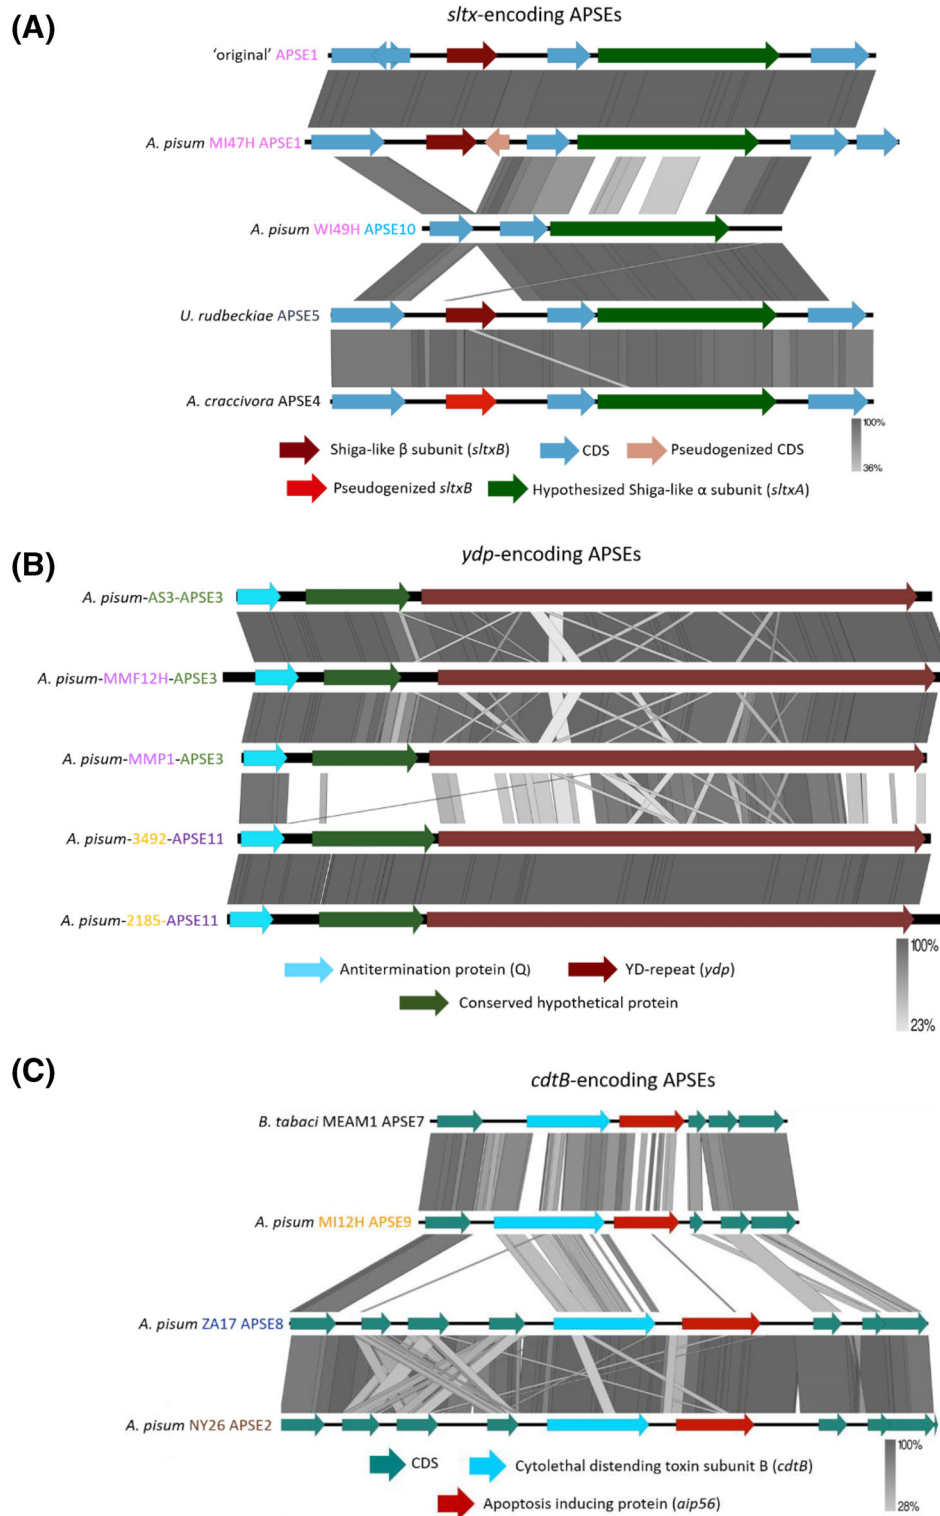 (A)
sltx-encoding APSEs
'original' APSE1
A. pisum MI47H APSE1
A. pisum WI49H APSE10
U. rudbeckiae APSE5
A. craccivora APSE4
100%
36%
Shiga-like β subunit (sltxB)
CDS
Pseudogenized CDS
Pseudogenized sltxB
Hypothesized Shiga-like α subunit (sltxA)
(B)
ydp-encoding APSEs
A. pisum-AS3-APSE3
A. pisum-MMF12H-APSE3
A. pisum-MMP1-APSE3
A. pisum-3492-APSE11
A. pisum-2185-APSE11
100%
23%
Antitermination protein (Q)
YD-repeat (ydp)
Conserved hypothetical protein
(C)
cdtB-encoding APSEs
B. tabaci MEAM1 APSE7
A. pisum MI12H APSE9
A. pisum ZA17 APSE8
A. pisum NY26 APSE2
100%
28%
CDS
Cytolethal distending toxin subunit B (cdtB)
Apoptosis inducing protein (aip56)